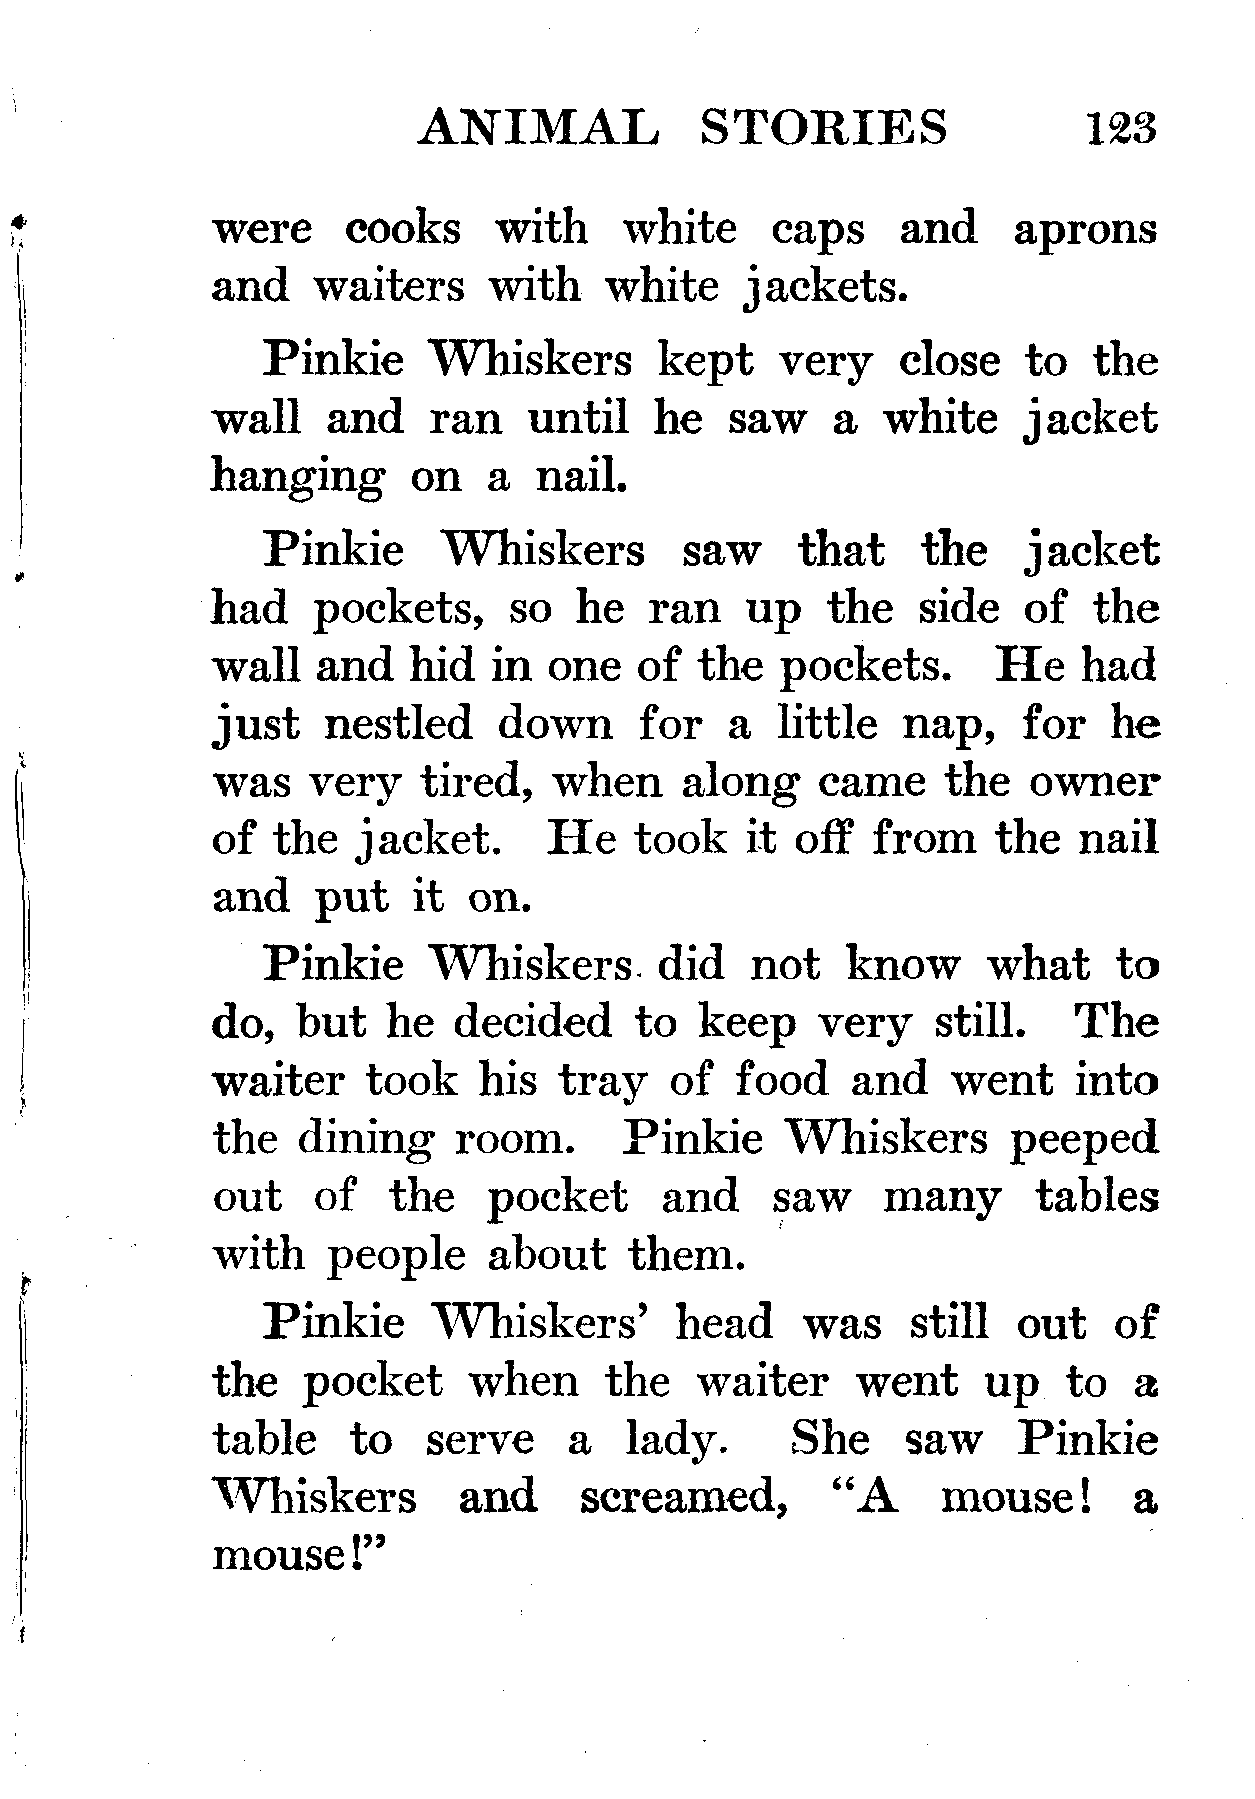 ANIMAL STORIES 123
were cooks with white caps and aprons
and waiters with white jackets.
Pinkie Whiskers kept very close to the
wall and ran until he saw a white jacket
hanging on a nail.
Pinkie Whiskers saw that the jacket
had pockets, so he ran up the side of the
wall and hid in one of the pockets. He had
just nestled down for a little nap, for he
was very tired, when along came the owner
of the jacket. He took it off from the nail
and put it on.
Pinkie Whiskers did not know what to
do, but he decided to keep very still. The
waiter took his tray of food and went into
the dining room. Pinkie Whiskers peeped
out of the pocket and saw many tables
with people about them.
Pinkie Whiskers' head was still out of
the pocket when the waiter went up to a
table to serve a lady. She saw Pinkie
Whiskers and screamed, “A mouse! a
mouse!”